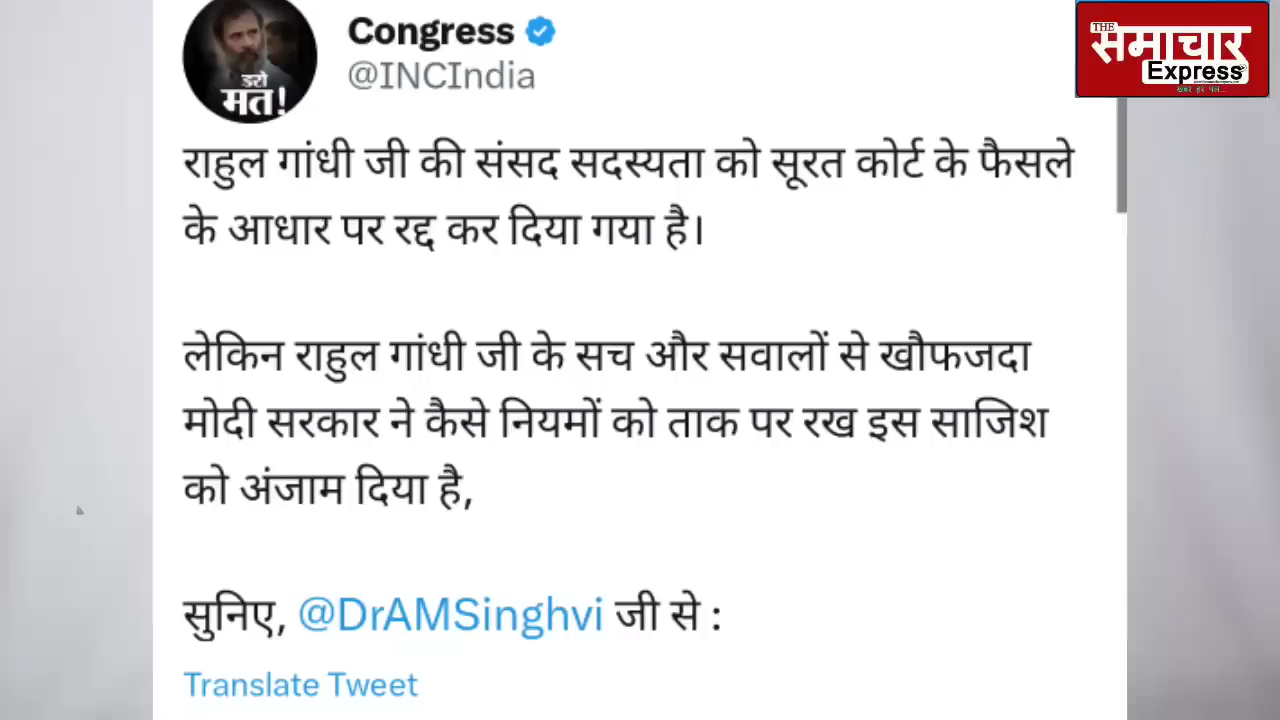 Congress
@INCIndia
डरो
मत!
THE
समाचार
Express
राहुल गांधी जी की संसद सदस्यता को सूरत कोर्ट के फैसले
के आधार पर रद्द कर दिया गया है।
लेकिन राहुल गांधी जी के सच और सवालों से खौफजदा
मोदी सरकार ने कैसे नियमों को ताक पर रख इस साजिश
को अंजाम दिया है,
सुनिए, @DrAMSinghvi जी से :
Translate Tweet